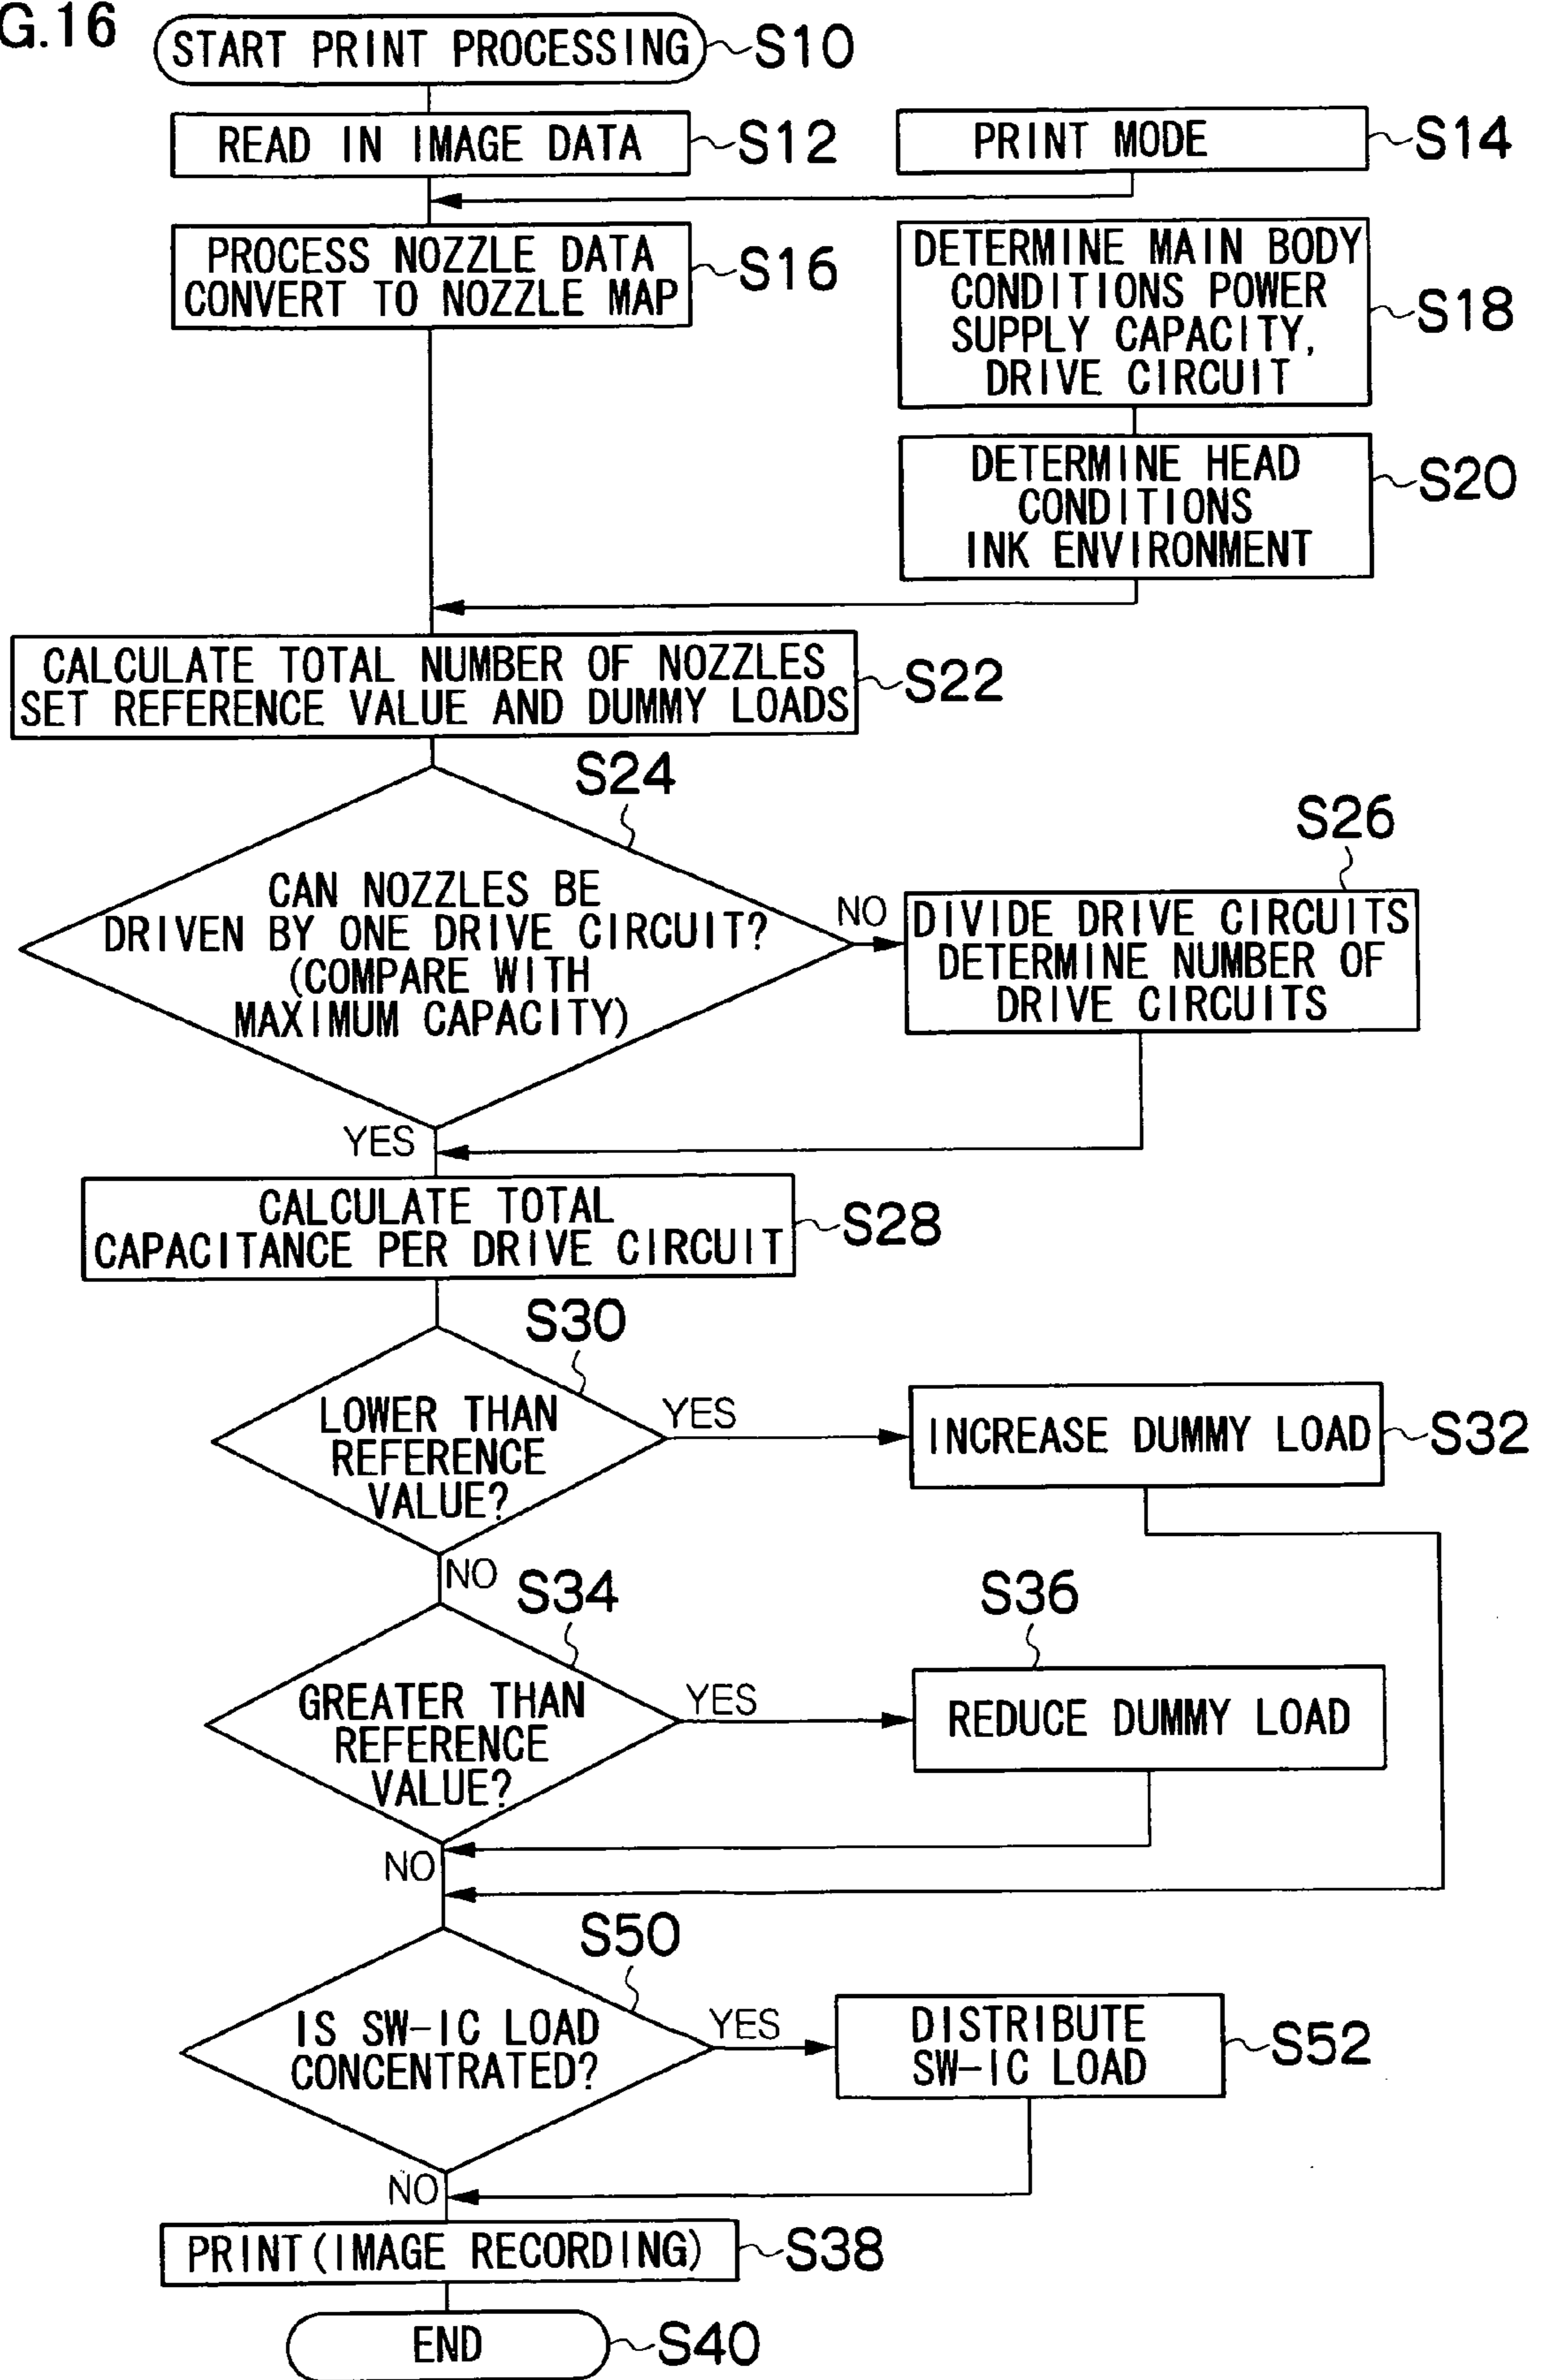 G.16
START PRINT PROCESSING
S10
READ IN IMAGE DATA
S12
PRINT MODE
S14
PROCESS NOZZLE DATA
CONVERT TO NOZZLE MAP
S16
DETERMINE MAIN BODY
CONDITIONS POWER
SUPPLY CAPACITY,
DRIVE CIRCUIT
S18
DETERMINE HEAD
CONDITIONS
INK ENVIRONMENT
S20
CALCULATE TOTAL NUMBER OF NOZZLES
SET REFERENCE VALUE AND DUMMY LOADS
S22
S24
CAN NOZZLES BE
DRIVEN BY ONE DRIVE CIRCUIT?
(COMPARE WITH
MAXIMUM CAPACITY)
NO
S26
DIVIDE DRIVE CIRCUITS
DETERMINE NUMBER OF
DRIVE CIRCUITS
YES
CALCULATE TOTAL
CAPACITANCE PER DRIVE CIRCUIT
S28
S30
LOWER THAN
REFERENCE
VALUE?
YES
INCREASE DUMMY LOAD
S32
NO
S34
GREATER THAN
REFERENCE
VALUE?
YES
S36
REDUCE DUMMY LOAD
NO
S50
IS SW-IC LOAD
CONCENTRATED?
YES
DISTRIBUTE
SW-IC LOAD
S52
NO
PRINT(IMAGE RECORDING)
S38
END
S40